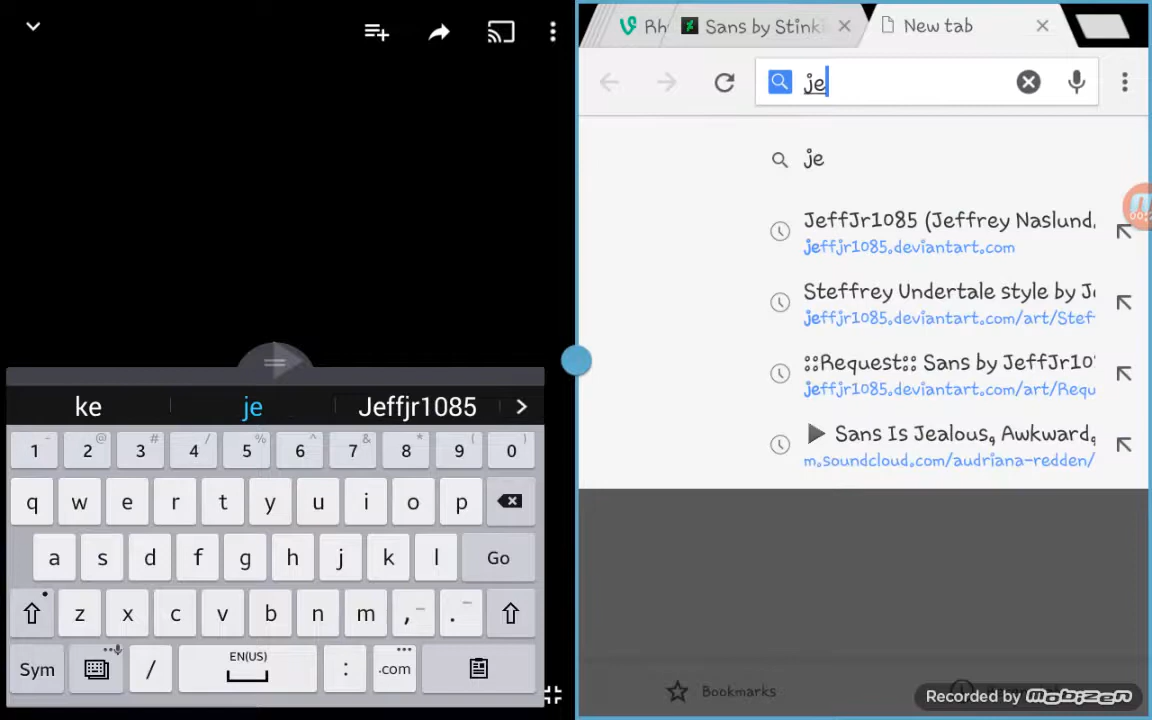 Rh
Sans by Stinki
New tab
je
je
JeffJr1085 (Jeffrey Naslund,
jeffjr1085.deviantart.com
Steffrey Undertale style by Je
jeffjr1085.deviantart.com/art/Stef
::Request:: Sans by JeffJr10
jeffjr1085.deviantart.com/art/Requ
Sans Is Jealous, Awkward,
m.soundcloud.com/audriana-redden/
ke je Jeffjr1085
- @ # / % ^ & * ( )
1 2 3 4 5 6 7 8 9 0
q w e r t y u i o p
a s d f g h j k l Go
z x c v b n m , .
Sym / EN(US) : .com
Bookmarks
Recorded by mobizen